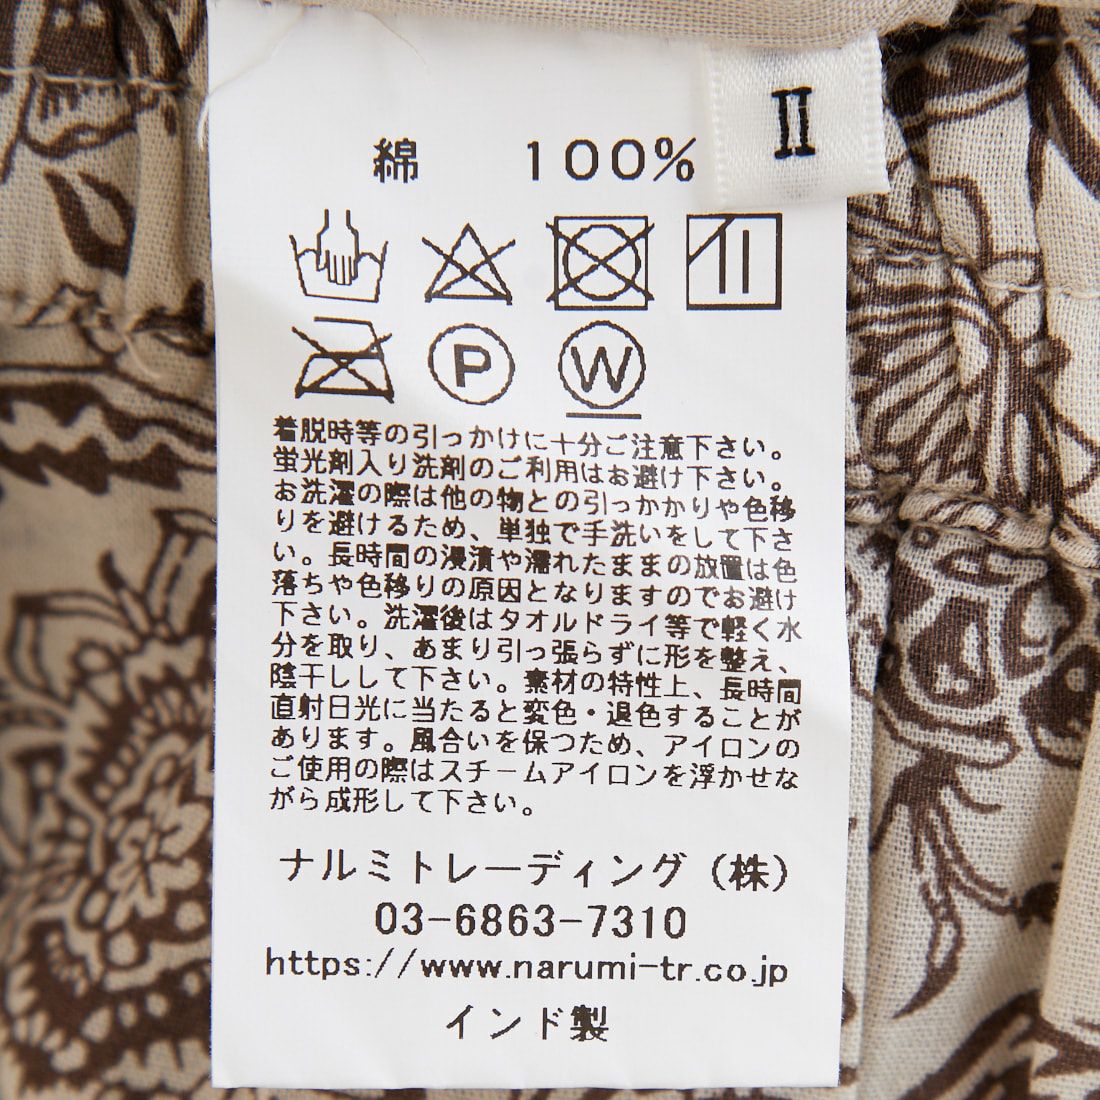 II
綿 100%
P
W
着脱時等の引っかけに十分ご注意下さい。
蛍光剤入り洗剤のご利用はお避け下さい。
お洗濯の際は他の物との引っかかりや色移
りを避けるため、単独で手洗いをして下さ
い。長時間の浸漬や濡れたままの放置は色
落ちや色移りの原因となりますのでお避け
下さい。洗濯後はタオルドライ等で軽く水
分を取り、あまり引っ張らずに形を整え、
陰干しして下さい。素材の特性上、長時間
直射日光に当たると変色・退色することが
あります。風合いを保つため、アイロンの
ご使用の際はスチームアイロンを浮かせな
がら成形して下さい。
ナルミトレーディング(株)
03-6863-7310
https://www.narumi-tr.co.jp
インド製